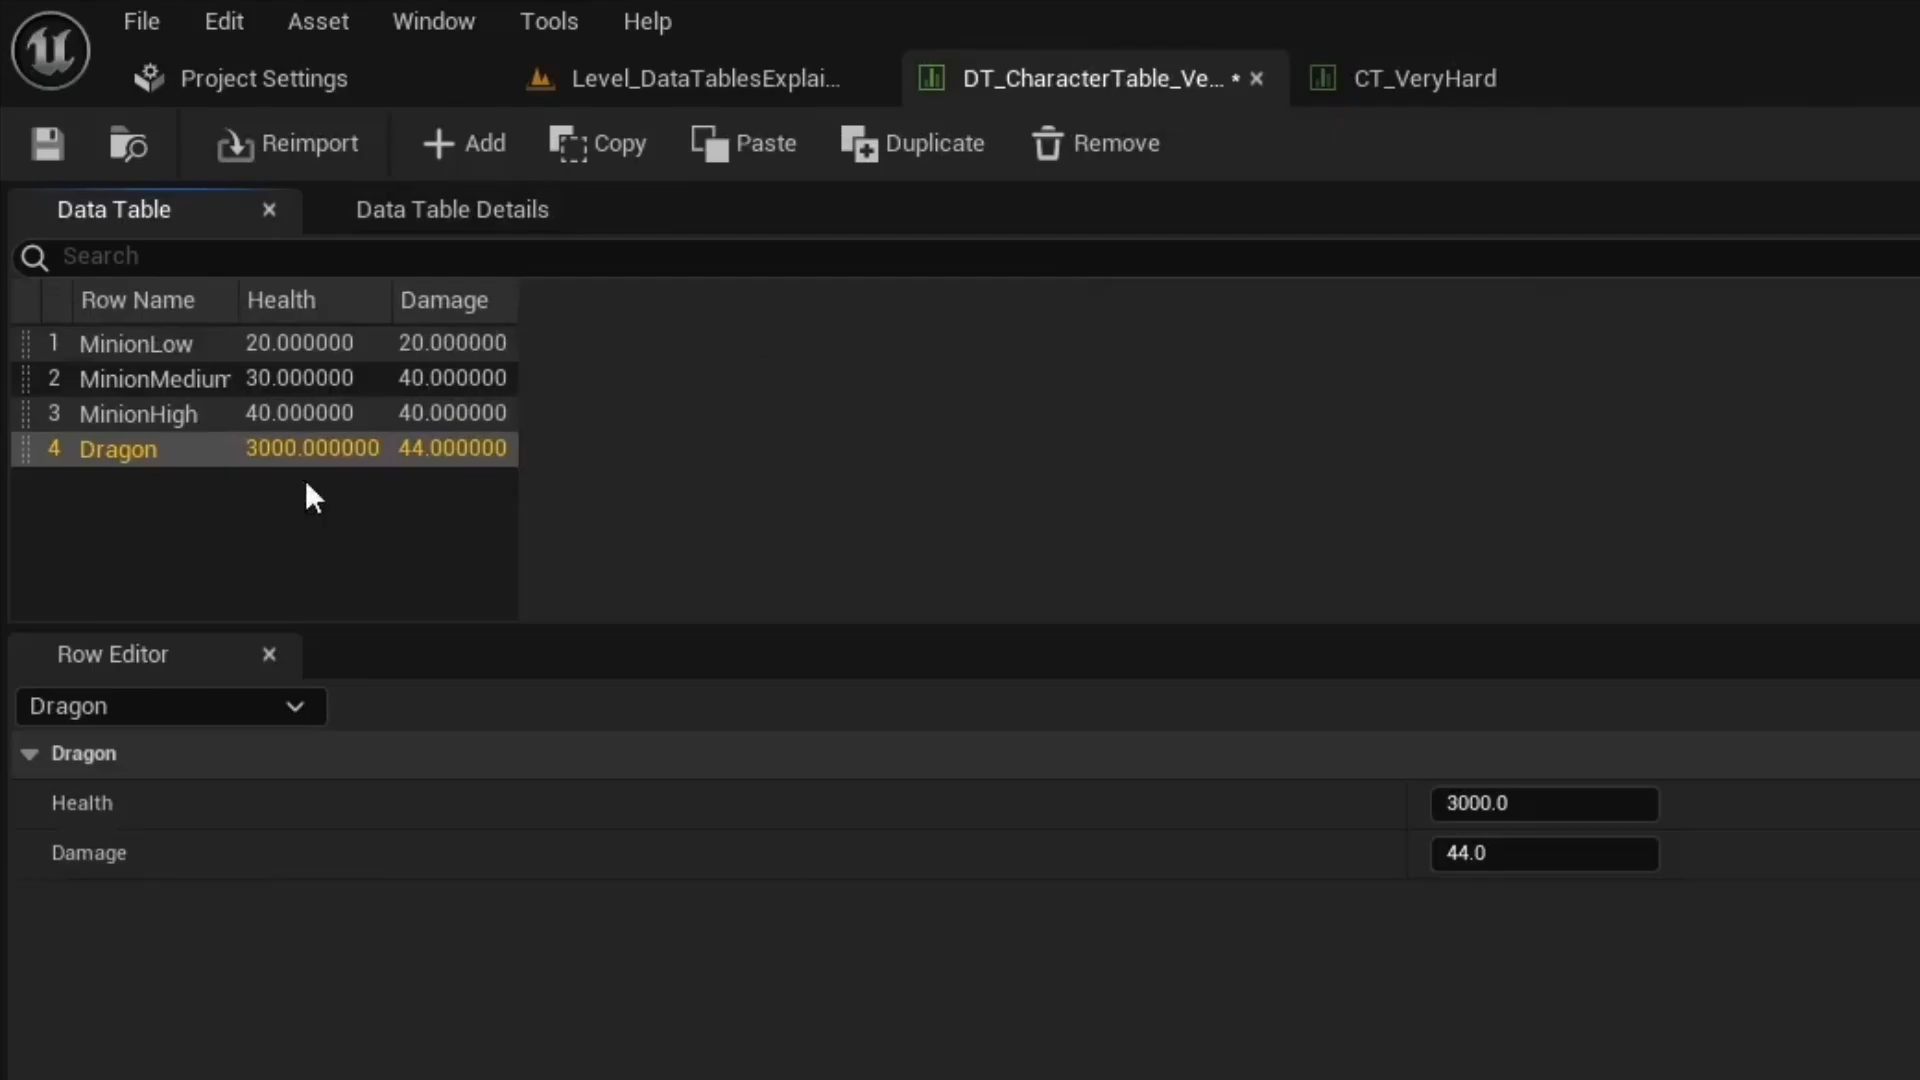 File Edit Asset Window Tools Help
Project Settings Level_DataTablesExplai... DT_CharacterTable_Ve... * CT_VeryHard
Reimport Add Copy Paste Duplicate Remove
Data Table Data Table Details
Search
Row Name Health Damage
1 MinionLow 20.000000 20.000000
2 MinionMedium 30.000000 40.000000
3 MinionHigh 40.000000 40.000000
4 Dragon 3000.000000 44.000000
Row Editor
Dragon
Dragon
Health 3000.0
Damage 44.0